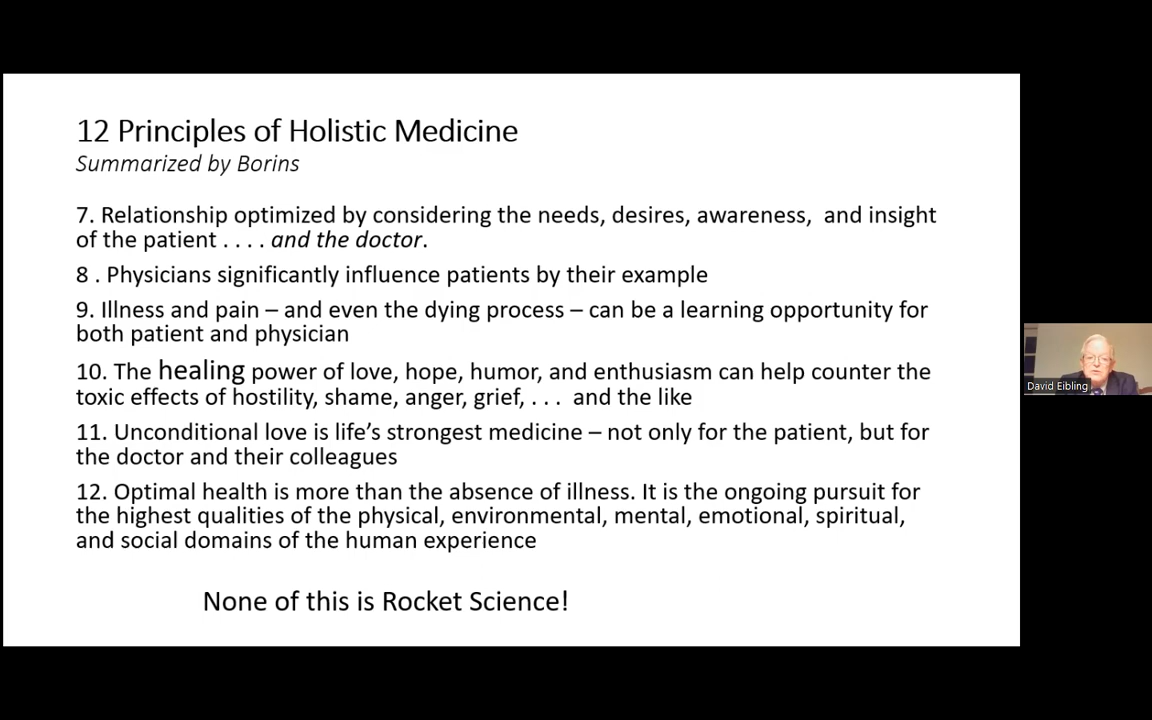 12 Principles of Holistic Medicine
Summarized by Borins
7. Relationship optimized by considering the needs, desires, awareness,  and insight
of the patient . . . . and the doctor.
8 . Physicians significantly influence patients by their example
9. Illness and pain – and even the dying process – can be a learning opportunity for
both patient and physician
10. The healing power of love, hope, humor, and enthusiasm can help counter the
toxic effects of hostility, shame, anger, grief, . . .  and the like
11. Unconditional love is life’s strongest medicine – not only for the patient, but for
the doctor and their colleagues
12. Optimal health is more than the absence of illness. It is the ongoing pursuit for
the highest qualities of the physical, environmental, mental, emotional, spiritual,
and social domains of the human experience
None of this is Rocket Science!
David Eibling